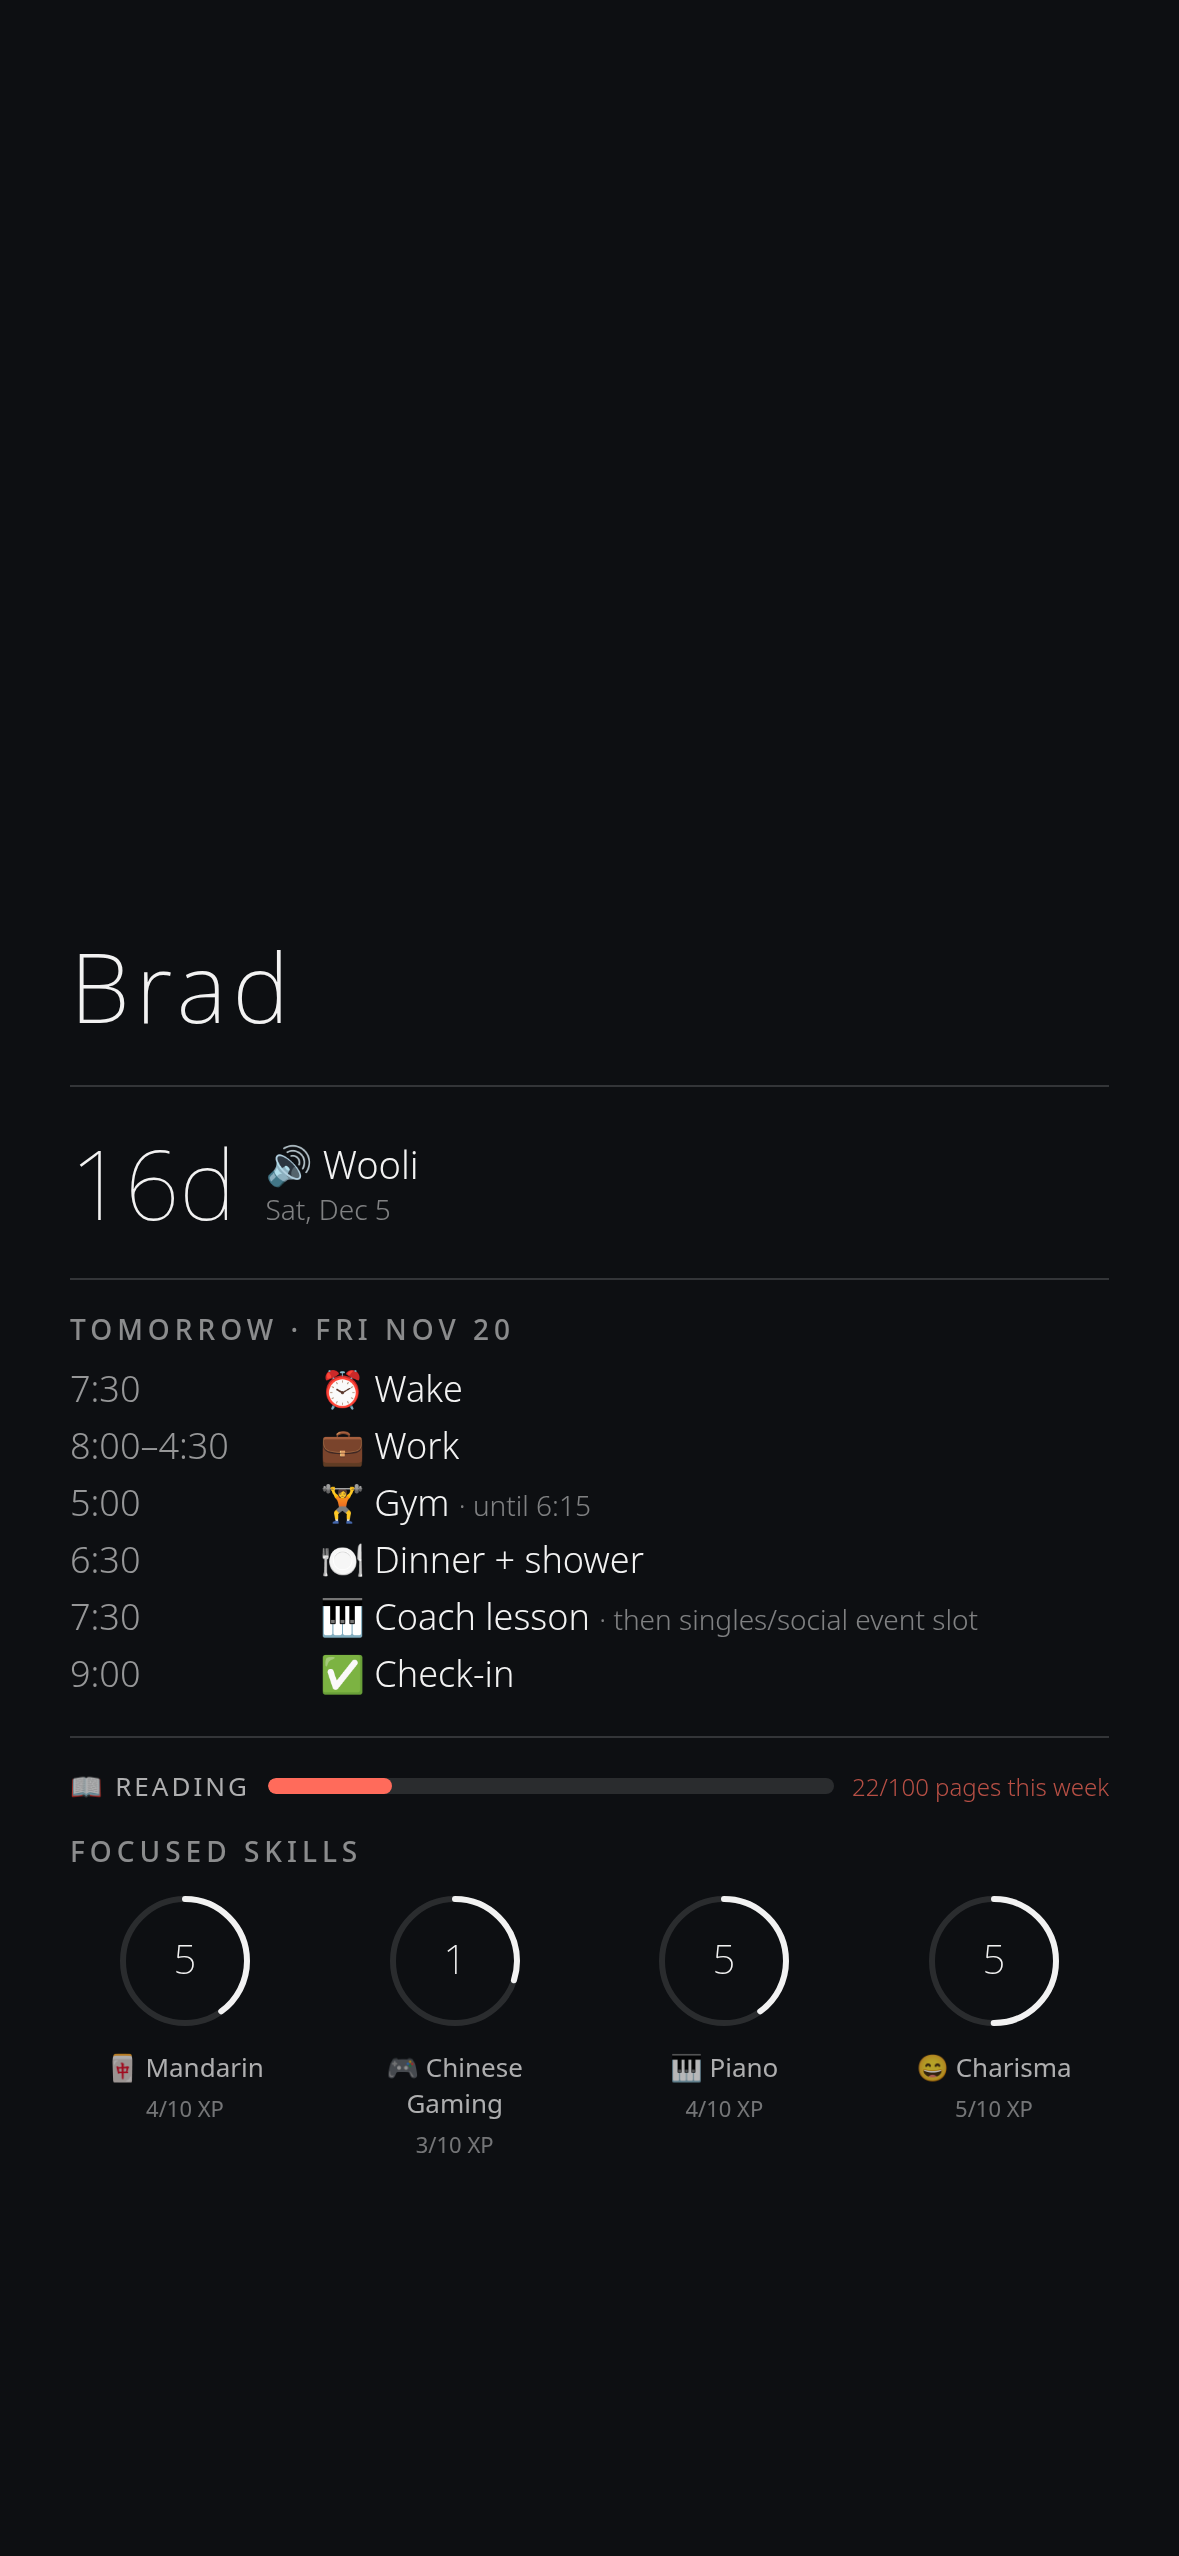 Brad
16d
🔊 Wooli
Sat, Dec 5
TOMORROW · FRI NOV 20
7:30 ⏰ Wake
8:00–4:30 💼 Work
5:00 🏋️ Gym · until 6:15
6:30 🍽️ Dinner + shower
7:30 🎹 Coach lesson · then singles/social event slot
9:00 ✅ Check-in
📖 READING 22/100 pages this week
FOCUSED SKILLS
5
🀄 Mandarin
4/10 XP
1
🎮 Chinese
Gaming
3/10 XP
5
🎹 Piano
4/10 XP
5
😄 Charisma
5/10 XP